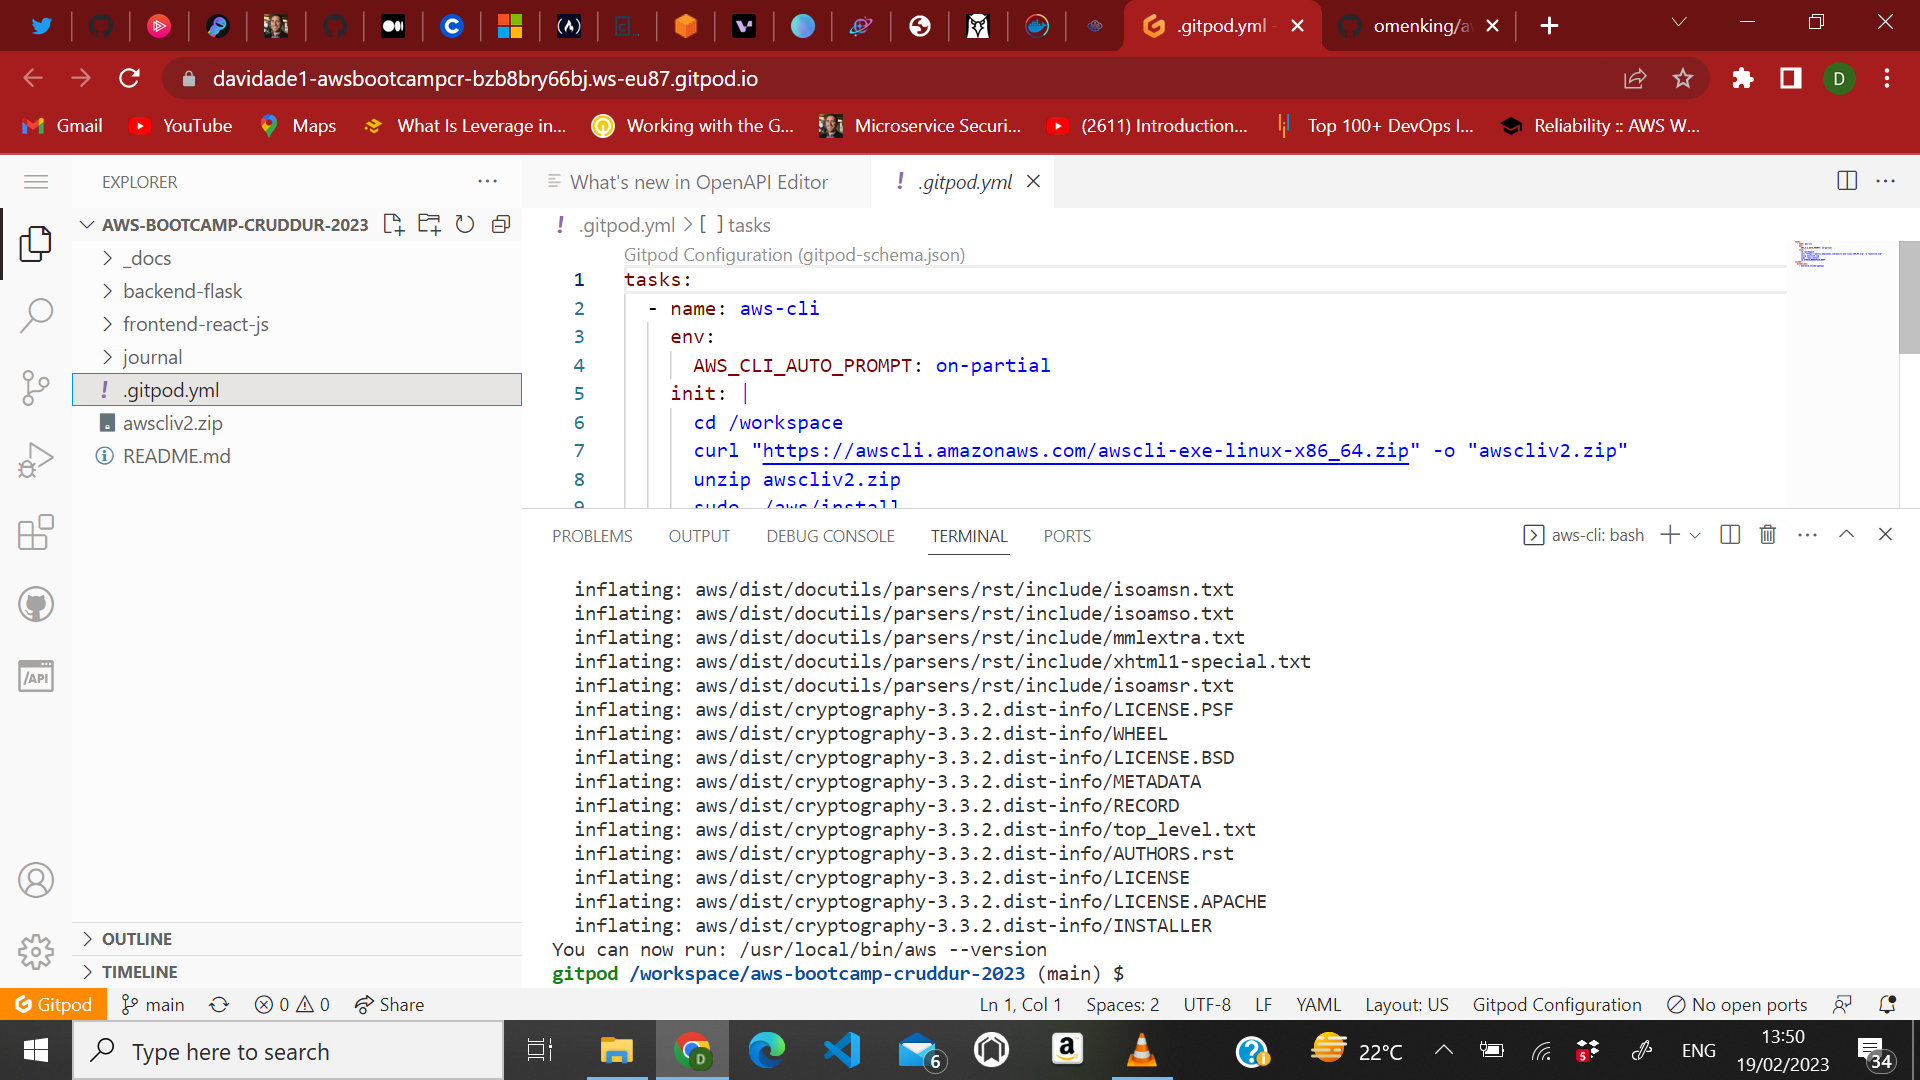 .gitpod.yml -
omenking/a
davidade1-awsbootcampcr-bzb8bry66bj.ws-eu87.gitpod.io
D
Gmail
YouTube
Maps
What Is Leverage in...
Working with the G...
Microservice Securi...
(2611) Introduction...
Top 100+ DevOps I...
Reliability :: AWS W...
EXPLORER
What's new in OpenAPI Editor
! .gitpod.yml
AWS-BOOTCAMP-CRUDDUR-2023
_docs
backend-flask
frontend-react-js
journal
! .gitpod.yml
awscliv2.zip
README.md
! .gitpod.yml > [ ] tasks
Gitpod Configuration (gitpod-schema.json)
1 tasks:
2 - name: aws-cli
3 env:
4 AWS_CLI_AUTO_PROMPT: on-partial
5 init: |
6 cd /workspace
7 curl "https://awscli.amazonaws.com/awscli-exe-linux-x86_64.zip" -o "awscliv2.zip"
8 unzip awscliv2.zip
9 sudo ./aws/install
PROBLEMS
OUTPUT
DEBUG CONSOLE
TERMINAL
PORTS
aws-cli: bash
inflating: aws/dist/docutils/parsers/rst/include/isoamsn.txt
inflating: aws/dist/docutils/parsers/rst/include/isoamso.txt
inflating: aws/dist/docutils/parsers/rst/include/mmlextra.txt
inflating: aws/dist/docutils/parsers/rst/include/xhtml1-special.txt
inflating: aws/dist/docutils/parsers/rst/include/isoamsr.txt
inflating: aws/dist/cryptography-3.3.2.dist-info/LICENSE.PSF
inflating: aws/dist/cryptography-3.3.2.dist-info/WHEEL
inflating: aws/dist/cryptography-3.3.2.dist-info/LICENSE.BSD
inflating: aws/dist/cryptography-3.3.2.dist-info/METADATA
inflating: aws/dist/cryptography-3.3.2.dist-info/RECORD
inflating: aws/dist/cryptography-3.3.2.dist-info/top_level.txt
inflating: aws/dist/cryptography-3.3.2.dist-info/AUTHORS.rst
inflating: aws/dist/cryptography-3.3.2.dist-info/LICENSE
inflating: aws/dist/cryptography-3.3.2.dist-info/LICENSE.APACHE
inflating: aws/dist/cryptography-3.3.2.dist-info/INSTALLER
You can now run: /usr/local/bin/aws --version
gitpod /workspace/aws-bootcamp-cruddur-2023 (main) $
/API
OUTLINE
TIMELINE
Gitpod
main
0
0
Share
Ln 1, Col 1
Spaces: 2
UTF-8
LF
YAML
Layout: US
Gitpod Configuration
No open ports
Type here to search
D
6
a
22°C
5
ENG
13:50
19/02/2023
34